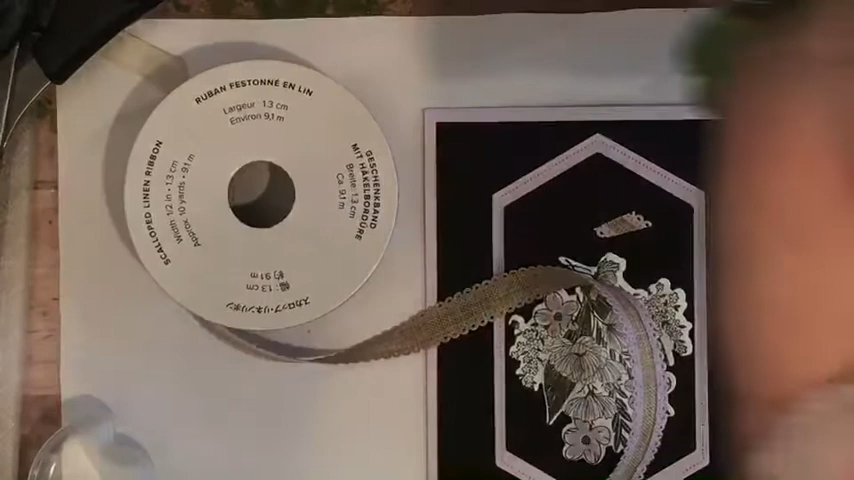 RUBAN FESTONNÉ EN LIN
Largeur : 1.3 cm
Environ 9,1 m
GESCHENKBAND
MIT HÄKELBORDÜRE
Breite: 1.3 cm
Ca. 9,1 m
スカロップ・リネンリボン
幅: 1.3 cm
約 9.1 m
SCALLOPED LINEN RIBBON
Width: 1/2 in • 1.3 cm
Approx. 10 yards • 9.1 m